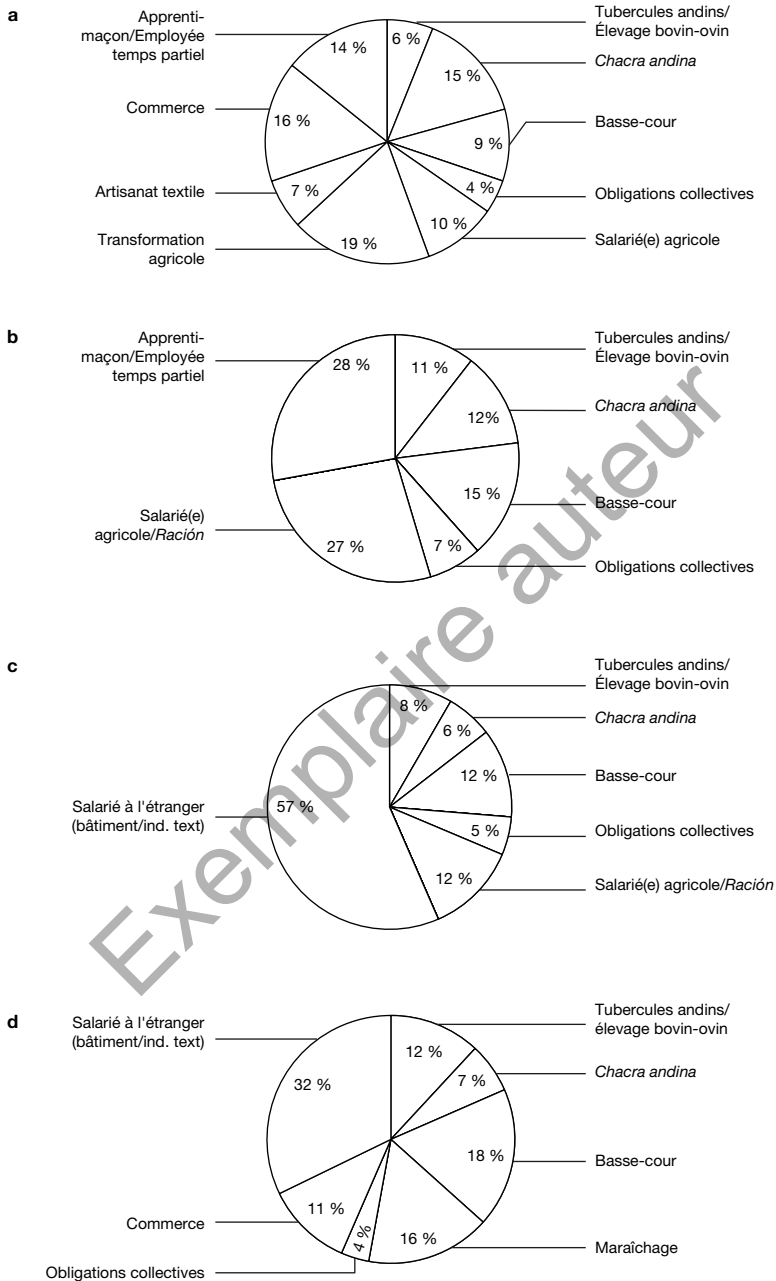 a
Apprenti-
maçon/Employée
temps partiel
Commerce
Artisanat textile
Transformation
agricole
14 %
6 %
15 %
16 %
9 %
7 %
4 %
10 %
19 %
Tubercules andins/
Élevage bovin-ovin
Chacra andina
Basse-cour
Obligations collectives
Salarié(e) agricole
b
Apprenti-
maçon/Employée
temps partiel
Salarié(e)
agricole/Ración
28 %
11 %
12%
15 %
27 %
7 %
Tubercules andins/
Élevage bovin-ovin
Chacra andina
Basse-cour
Obligations collectives
c
Salarié à l'étranger
(bâtiment/ind. text)
8 %
6 %
12 %
57 %
5 %
12 %
Tubercules andins/
Élevage bovin-ovin
Chacra andina
Basse-cour
Obligations collectives
Salarié(e) agricole/Ración
d
Salarié à l'étranger
(bâtiment/ind. text)
Commerce
Obligations collectives
12 %
7 %
32 %
18 %
11 %
4 %
16 %
Tubercules andins/
élevage bovin-ovin
Chacra andina
Basse-cour
Maraîchage
Exemplaire auteur